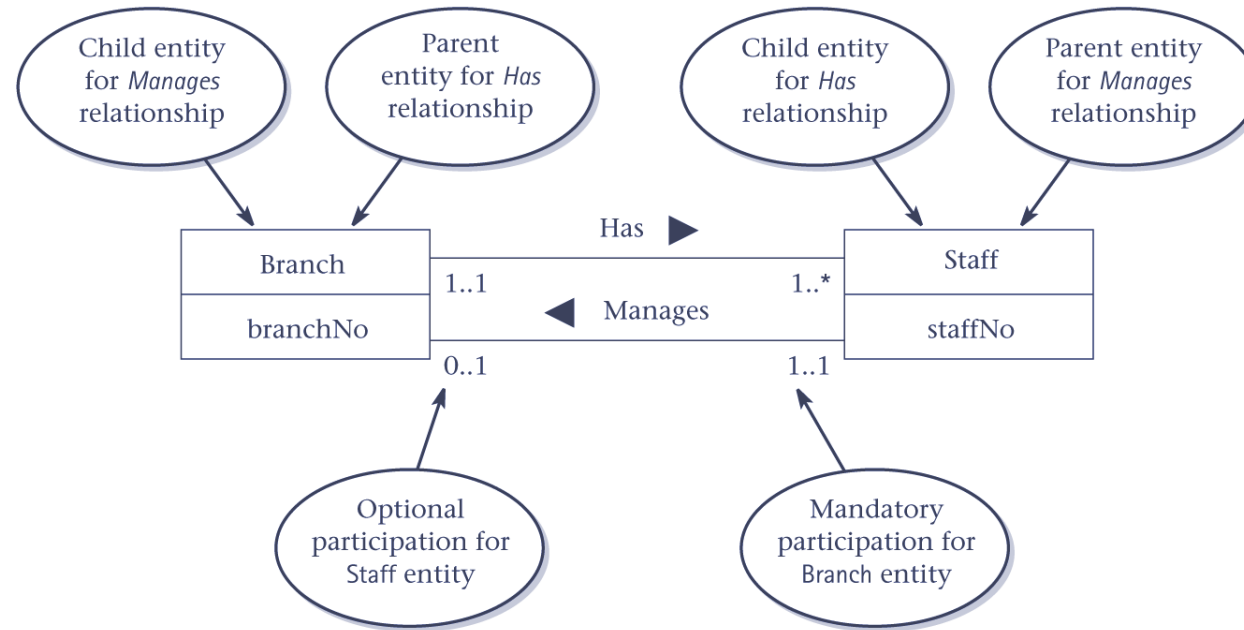 Child entity
for Manages
relationship
Parent
entity for Has
relationship
Child entity
for Has
relationship
Parent entity
for Manages
relationship
Has ▶
Branch
Staff
1..1
1..*
◀ Manages
branchNo
staffNo
0..1
1..1
Optional
participation for
Staff entity
Mandatory
participation for
Branch entity